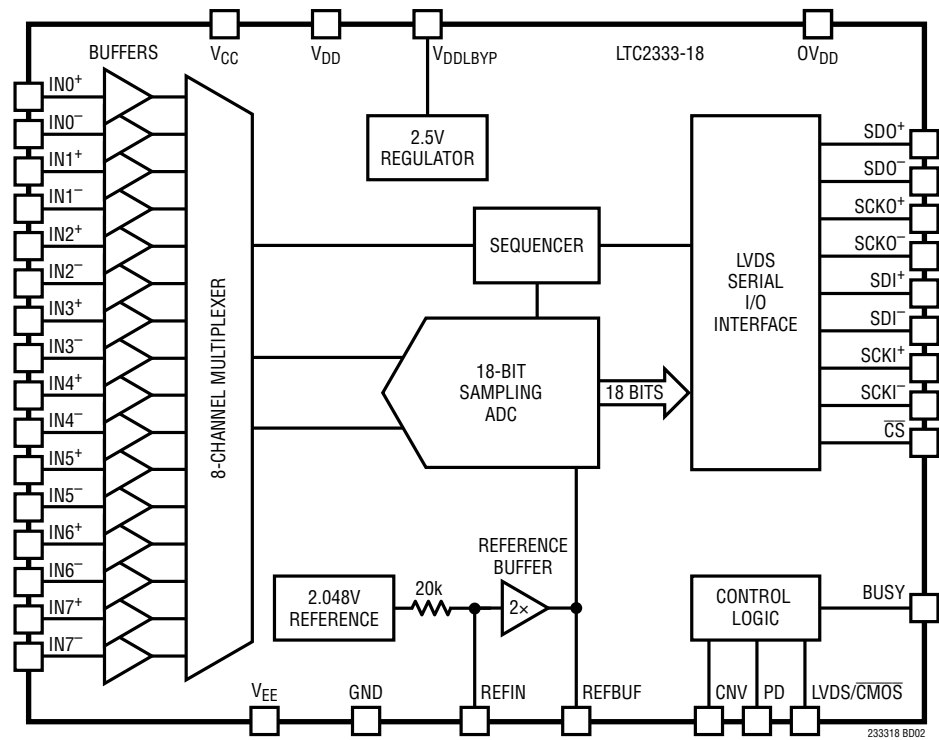 BUFFERS
VCC
VDD
VDDLBYP
LTC2333-18
OVDD
IN0+
IN0−
IN1+
IN1−
IN2+
IN2−
IN3+
IN3−
IN4+
IN4−
IN5+
IN5−
IN6+
IN6−
IN7+
IN7−
8-CHANNEL MULTIPLEXER
2.5V
REGULATOR
SEQUENCER
18-BIT
SAMPLING
ADC
18 BITS
LVDS
SERIAL
I/O
INTERFACE
SDO+
SDO−
SCKO+
SCKO−
SDI+
SDI−
SCKI+
SCKI−
CS
2.048V
REFERENCE
20k
REFERENCE
BUFFER
2×
CONTROL
LOGIC
BUSY
VEE
GND
REFIN
REFBUF
CNV
PD
LVDS/CMOS
233318 BD02